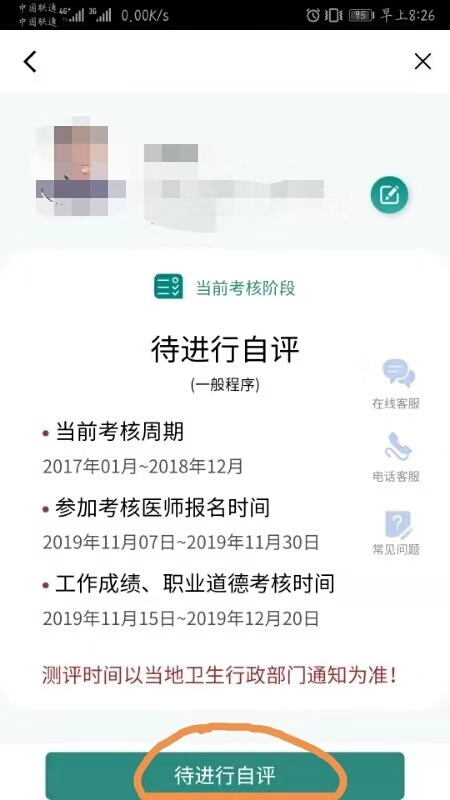 中国联通 4G+ 3G 0.00K/s 95 早上8:26
中国联通
当前考核阶段
待进行自评
(一般程序)
在线客服
当前考核周期
2017年01月~2018年12月
电话客服
参加考核医师报名时间
2019年11月07日~2019年11月30日
常见问题
工作成绩、职业道德考核时间
2019年11月15日~2019年12月20日
测评时间以当地卫生行政部门通知为准！
待进行自评